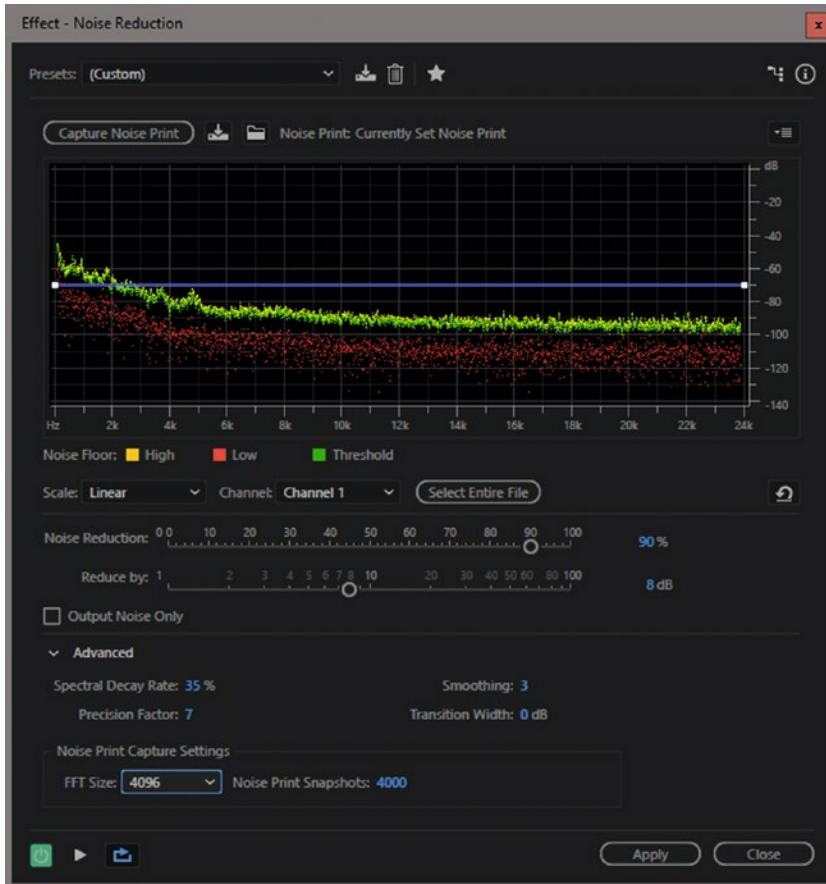 Effect - Noise Reduction
x
Presets: (Custom)
Capture Noise Print
Noise Print: Currently Set Noise Print
dB
-20
-40
-60
-80
-100
-120
-140
Hz 2k 4k 6k 8k 10k 12k 14k 16k 18k 20k 22k 24k
Noise Floor: High Low Threshold
Scale: Linear Channel: Channel 1 Select Entire File
Noise Reduction: 0 0 10 20 30 40 50 60 70 80 90 100 90 %
Reduce by: 1 2 3 4 5 6 7 8 10 20 30 40 50 60 80 100 8 dB
Output Noise Only
Advanced
Spectral Decay Rate: 35 % Smoothing: 3
Precision Factor: 7 Transition Width: 0 dB
Noise Print Capture Settings
FFT Size: 4096 Noise Print Snapshots: 4000
Apply Close